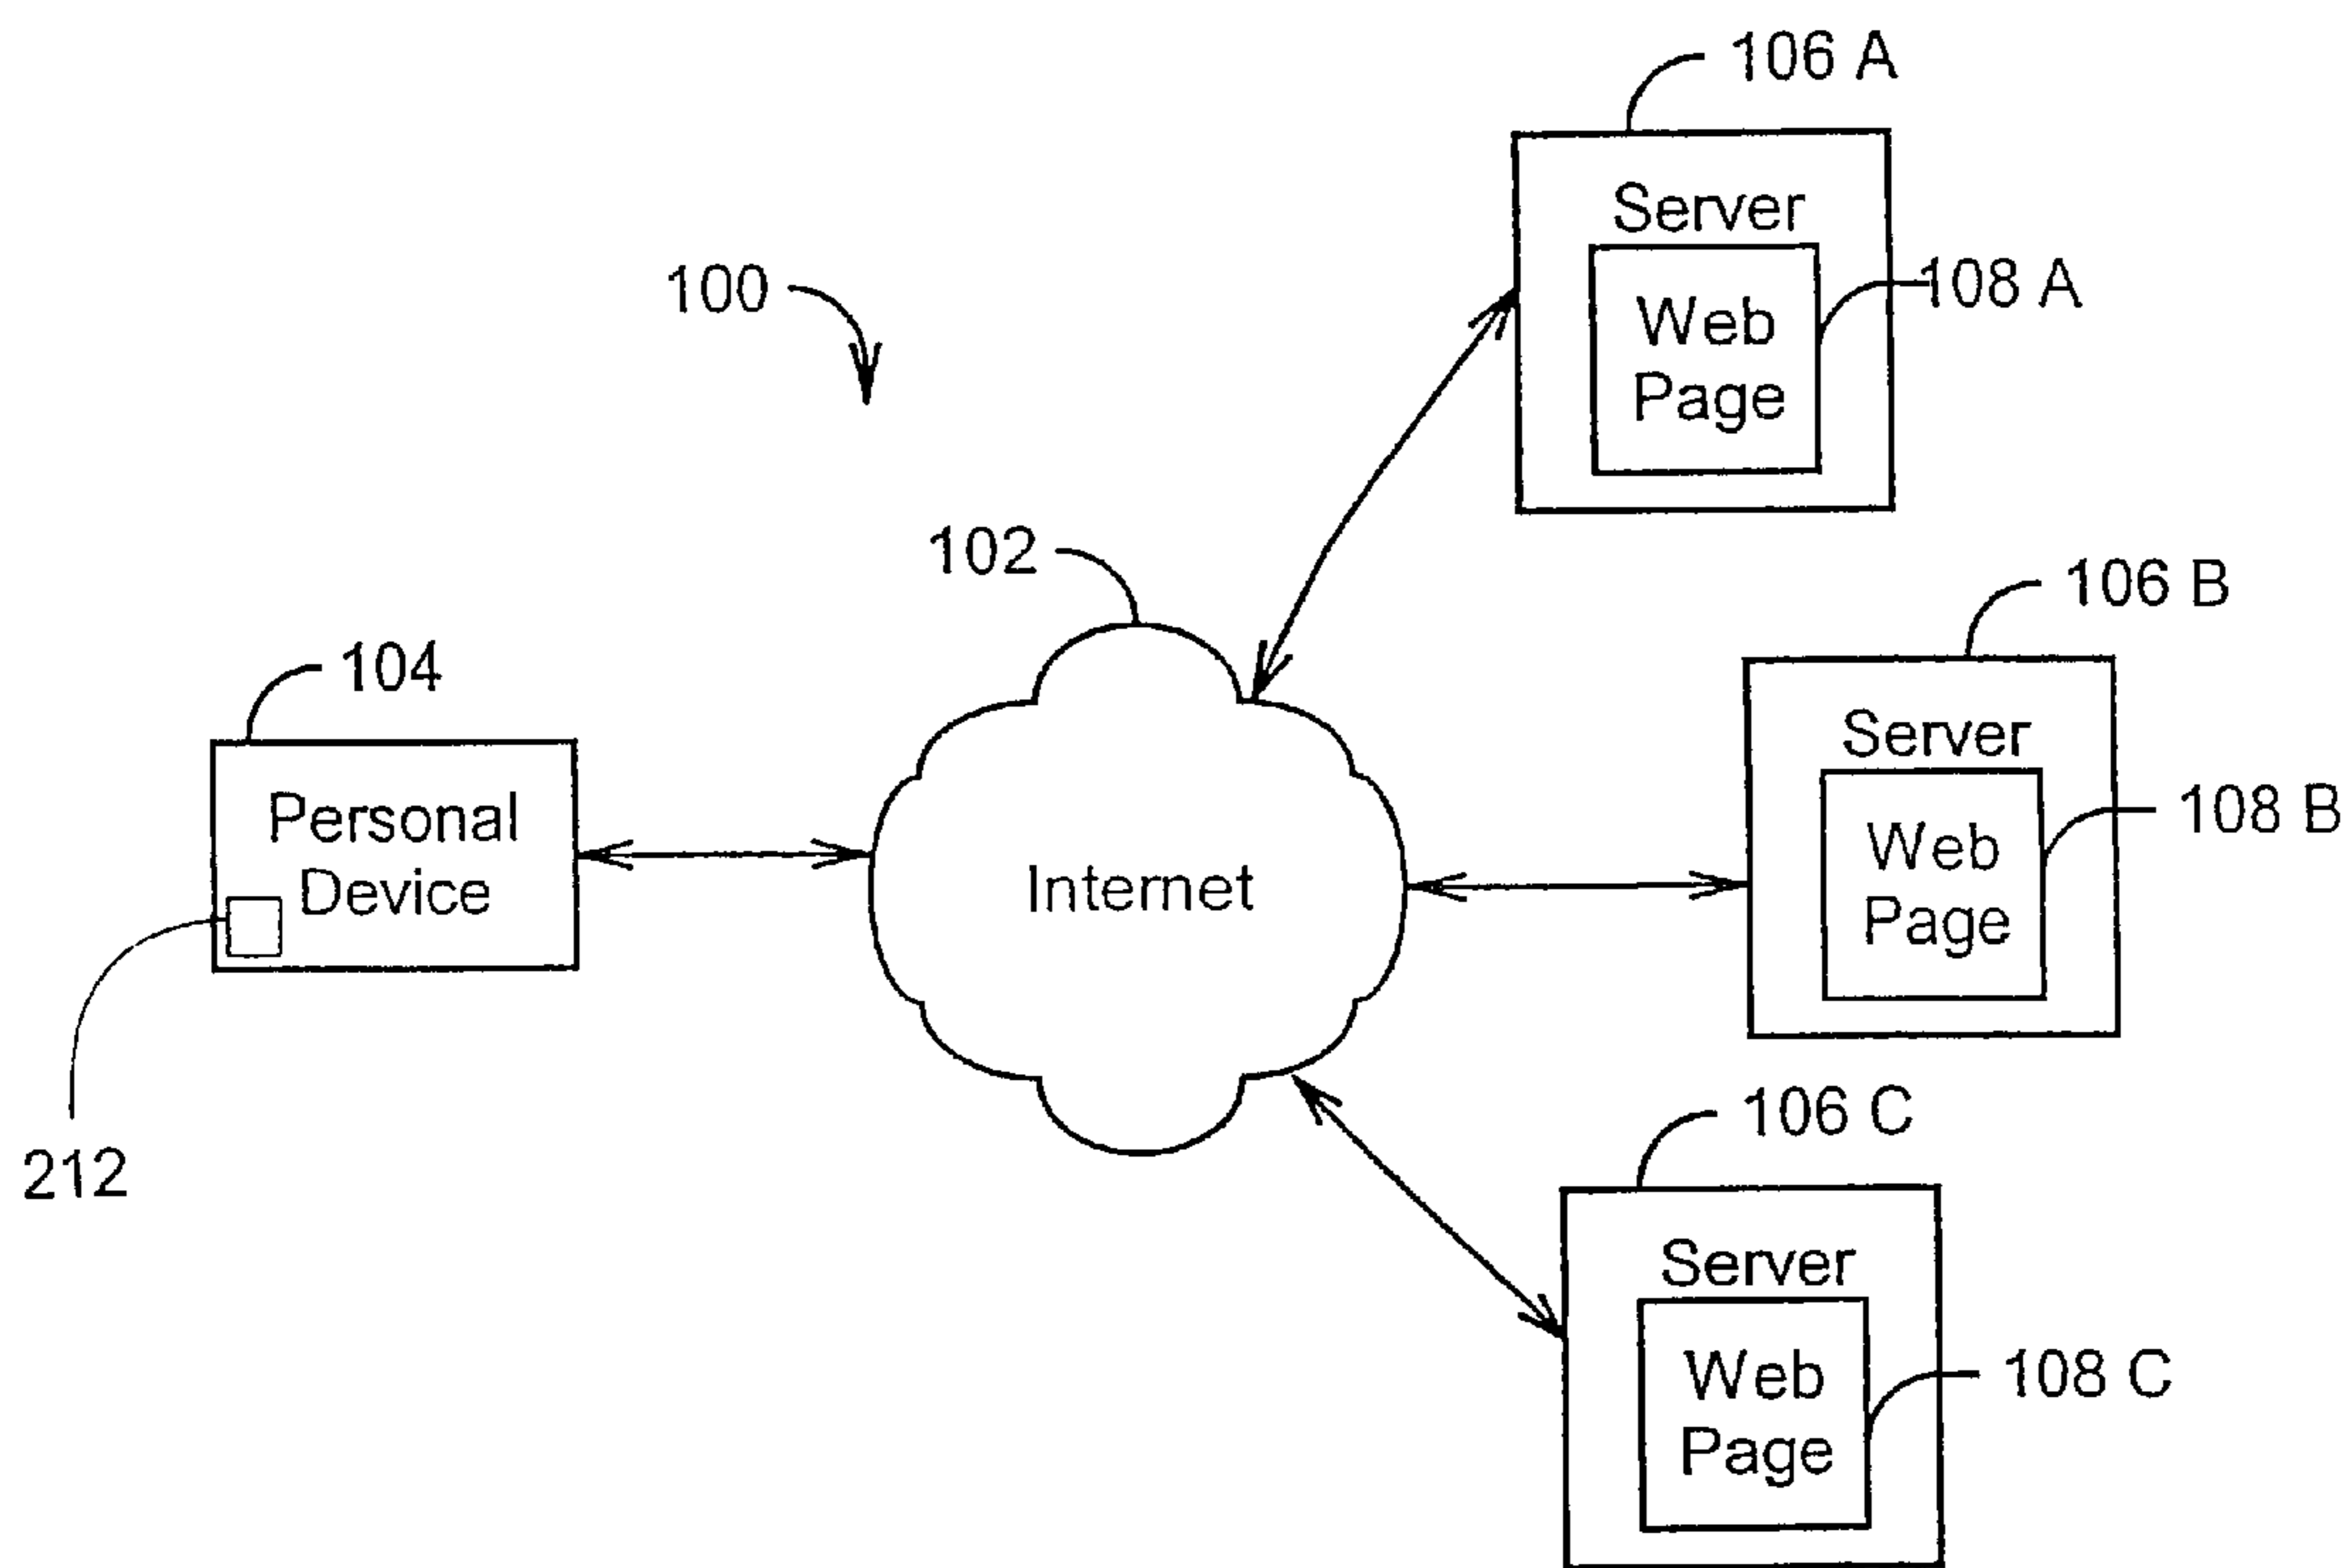 106 A
Server
100
108 A
Web
Page
102
106 B
104
Server
Personal
Device
108 B
Web
Page
Internet
106 C
212
Server
Web
Page
108 C